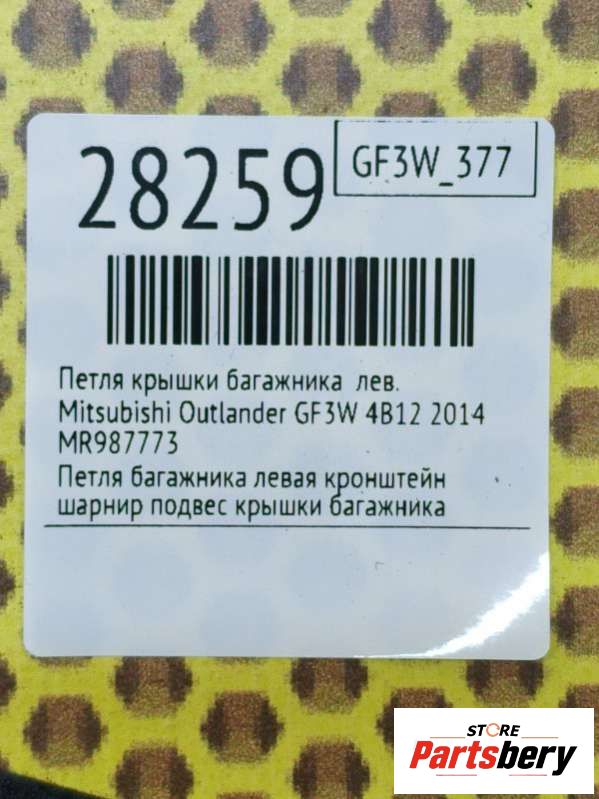 28259
GF3W_377
Петля крышки багажника лев.
Mitsubishi Outlander GF3W 4B12 2014
MR987773
Петля багажника левая кронштейн
шарнир подвес крышки багажника
STORE
Partsbery